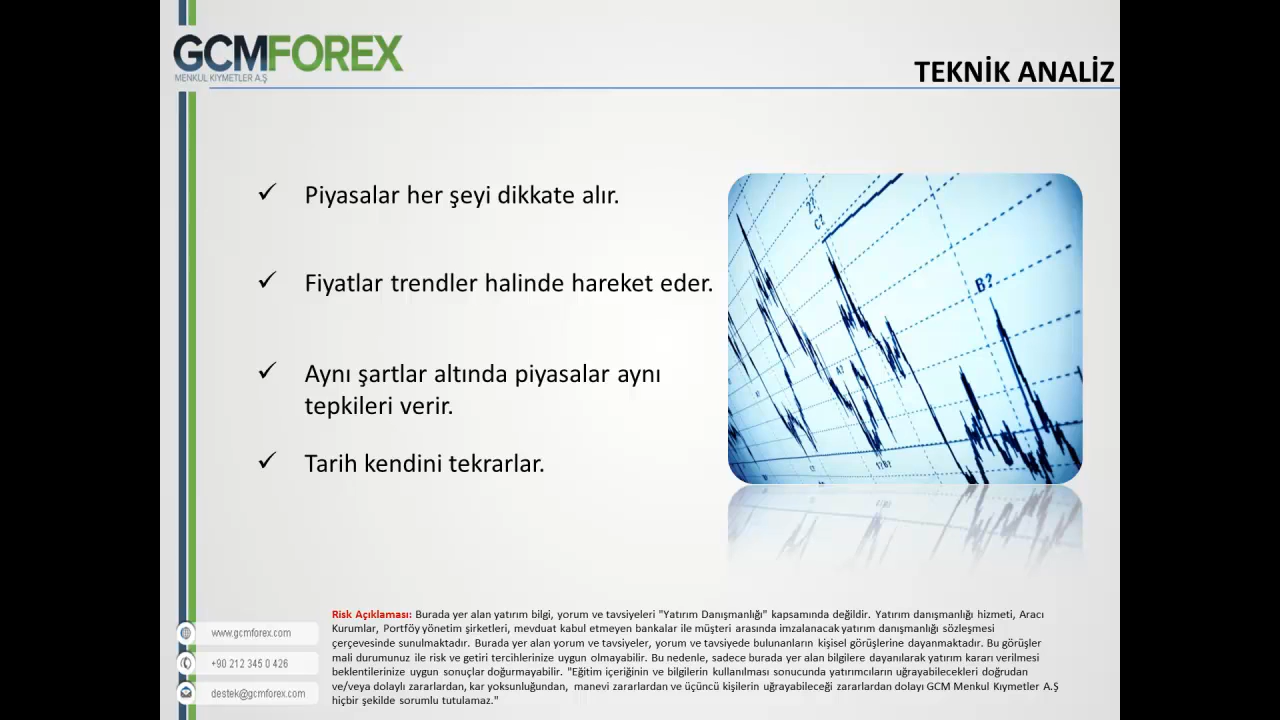 GCMFOREX
MENKUL KIYMETLER A.Ş
TEKNİK ANALİZ
✓ Piyasalar her şeyi dikkate alır.
✓ Fiyatlar trendler halinde hareket eder.
✓ Aynı şartlar altında piyasalar aynı
tepkileri verir.
✓ Tarih kendini tekrarlar.
C?
B?
A?
Risk Açıklaması: Burada yer alan yatırım bilgi, yorum ve tavsiyeleri "Yatırım Danışmanlığı" kapsamında değildir. Yatırım danışmanlığı hizmeti, Aracı
Kurumlar, Portföy yönetim şirketleri, mevduat kabul etmeyen bankalar ile müşteri arasında imzalanacak yatırım danışmanlığı sözleşmesi
çerçevesinde sunulmaktadır. Burada yer alan yorum ve tavsiyeler, yorum ve tavsiyede bulunanların kişisel görüşlerine dayanmaktadır. Bu görüşler
mali durumunuz ile risk ve getiri tercihlerinize uygun olmayabilir. Bu nedenle, sadece burada yer alan bilgilere dayanılarak yatırım kararı verilmesi
beklentilerinize uygun sonuçlar doğurmayabilir. "Eğitim içeriğinin ve bilgilerin kullanılması sonucunda yatırımcıların uğrayabilecekleri doğrudan
ve/veya dolaylı zararlardan, kar yoksunluğundan, manevi zararlardan ve üçüncü kişilerin uğrayabileceği zararlardan dolayı GCM Menkul Kıymetler A.Ş
hiçbir şekilde sorumlu tutulamaz."
www.gcmforex.com
+90 212 345 0 426
destek@gcmforex.com